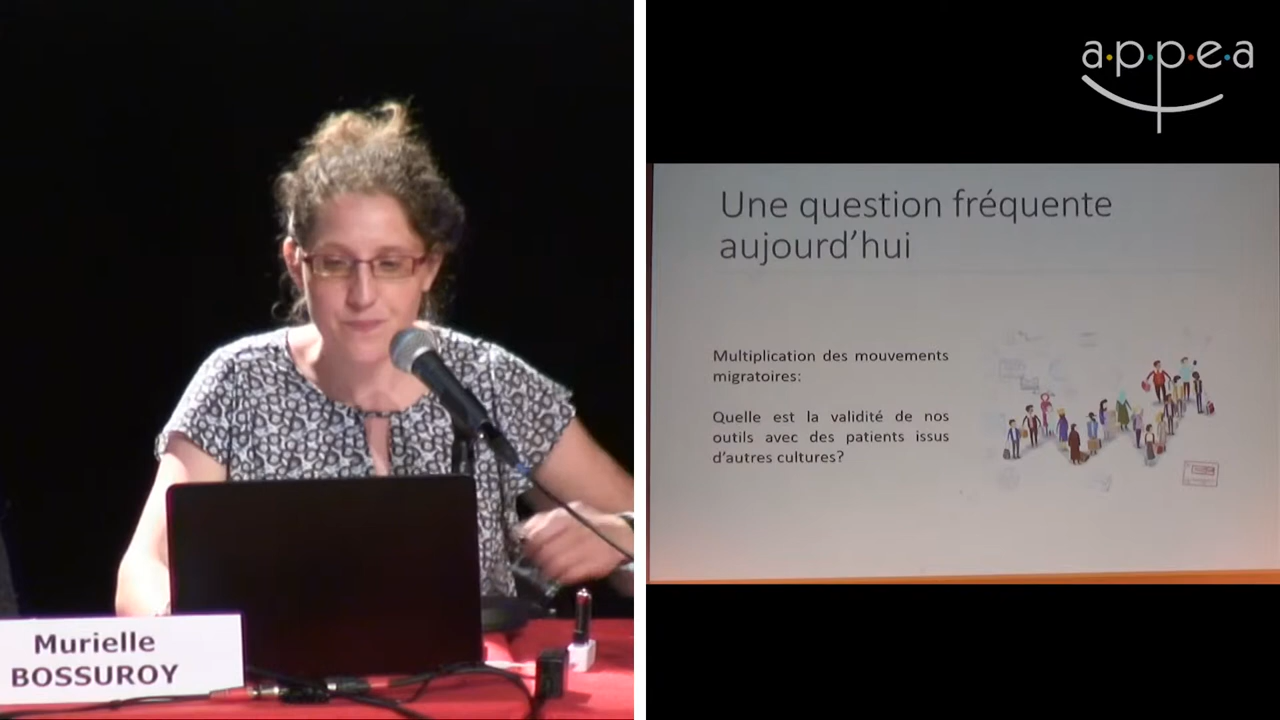 Murielle
BOSSUROY
a.p.p.e.a
Une question fréquente
aujourd'hui
Multiplication des mouvements
migratoires:
Quelle est la validité de nos
outils avec des patients issus
d'autres cultures?